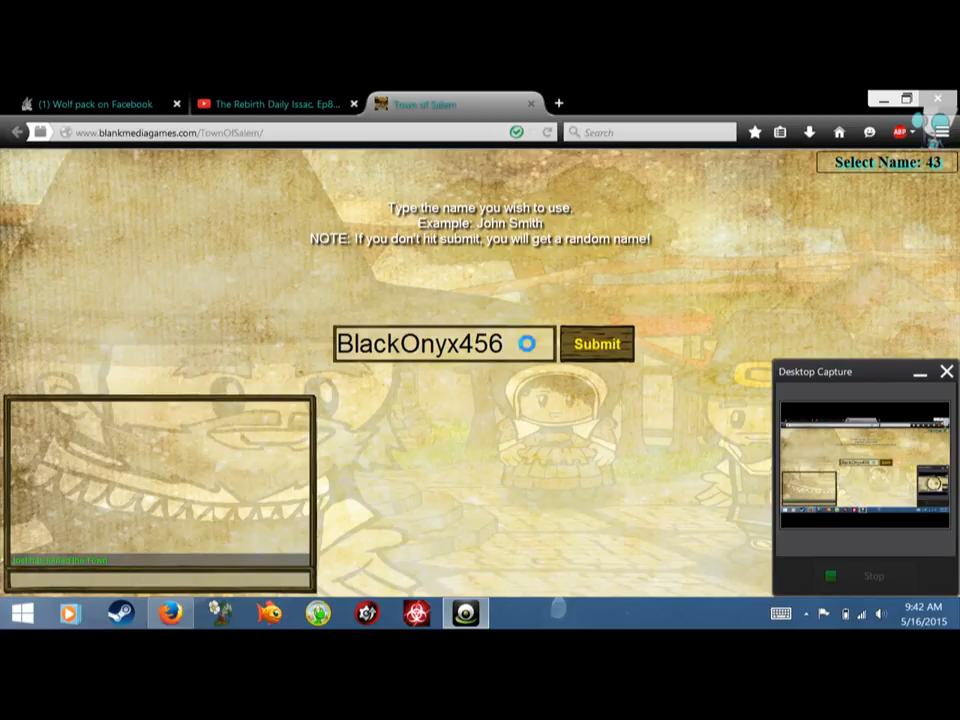 (1) Wolf pack on Facebook
The Rebirth Daily Issac. Ep8...
Town of Salem
www.blankmediagames.com/TownOfSalem/
Search
ABP
Select Name: 43
Type the name you wish to use.
Example: John Smith
NOTE: If you don't hit submit, you will get a random name!
BlackOnyx456
Submit
Desktop Capture
Stop
9:42 AM
5/16/2015